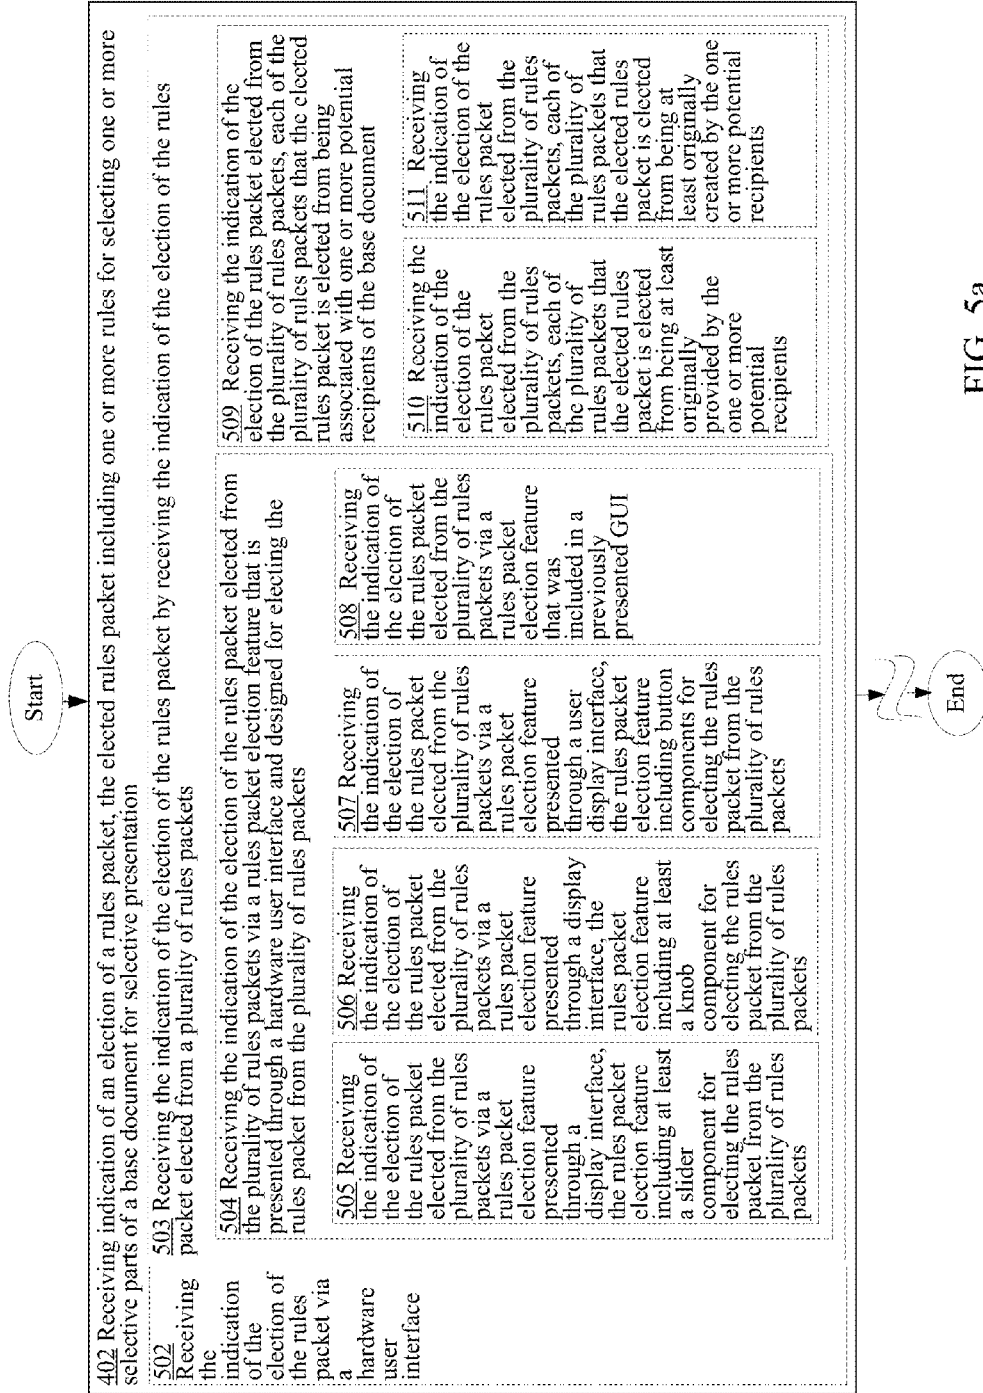 Start
402 Receiving indication of an election of a rules packet, the elected rules packet including one or more rules for selecting one or more
selective parts of a base document for selective presentation
502
Receiving
the
indication
of the
election of
the rules
packet via
a
hardware
user
interface
503 Receiving the indication of the election of the rules packet by receiving the indication of the election of the rules
packet elected from a plurality of rules packets
504 Receiving the indication of the election of the rules packet elected from
the plurality of rules packets via a rules packet election feature that is
presented through a hardware user interface and designed for electing the
rules packet from the plurality of rules packets
505 Receiving
the indication of
the election of
the rules packet
elected from the
plurality of rules
packets via a
rules packet
election feature
presented
through a
display interface,
the rules packet
election feature
including at least
a slider
component for
electing the rules
packet from the
plurality of rules
packets
506 Receiving
the indication of
the election of
the rules packet
elected from the
plurality of rules
packets via a
rules packet
election feature
presented
through a display
interface, the
rules packet
election feature
including at least
a knob
component for
electing the rules
packet from the
plurality of rules
packets
507 Receiving
the indication of
the election of
the rules packet
elected from the
plurality of rules
packets via a
rules packet
election feature
presented
through a user
display interface,
the rules packet
election feature
including button
components for
electing the rules
packet from the
plurality of rules
packets
508 Receiving
the indication of
the election of
the rules packet
elected from the
plurality of rules
packets via a
rules packet
election feature
that was
included in a
previously
presented GUI
509 Receiving the indication of the
election of the rules packet elected from
the plurality of rules packets, each of the
plurality of rules packets that the elected
rules packet is elected from being
associated with one or more potential
recipients of the base document
510 Receiving the
indication of the
election of the
rules packet
elected from the
plurality of rules
packets, each of
the plurality of
rules packets that
the elected rules
packet is elected
from being at least
originally
provided by the
one or more
potential
recipients
511 Receiving
the indication of
the election of the
rules packet
elected from the
plurality of rules
packets, each of
the plurality of
rules packets that
the elected rules
packet is elected
from being at
least originally
created by the one
or more potential
recipients
End
FIG. 5a